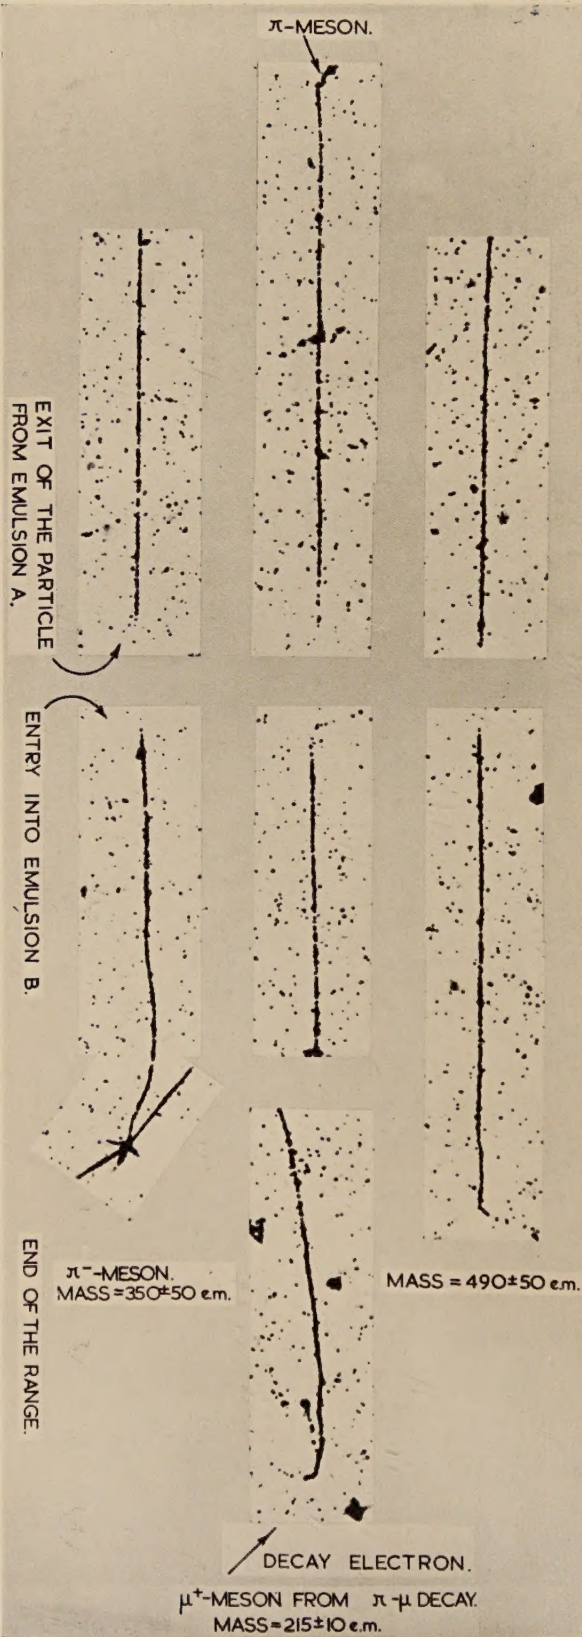 π-MESON.
EXIT OF THE PARTICLE
FROM EMULSION A.
ENTRY INTO EMULSION B.
END OF THE RANGE.
π⁻-MESON.
MASS = 350±50 e.m.
MASS = 490±50 e.m.
DECAY ELECTRON.
μ⁺-MESON FROM π-μ DECAY.
MASS = 215±10 e.m.